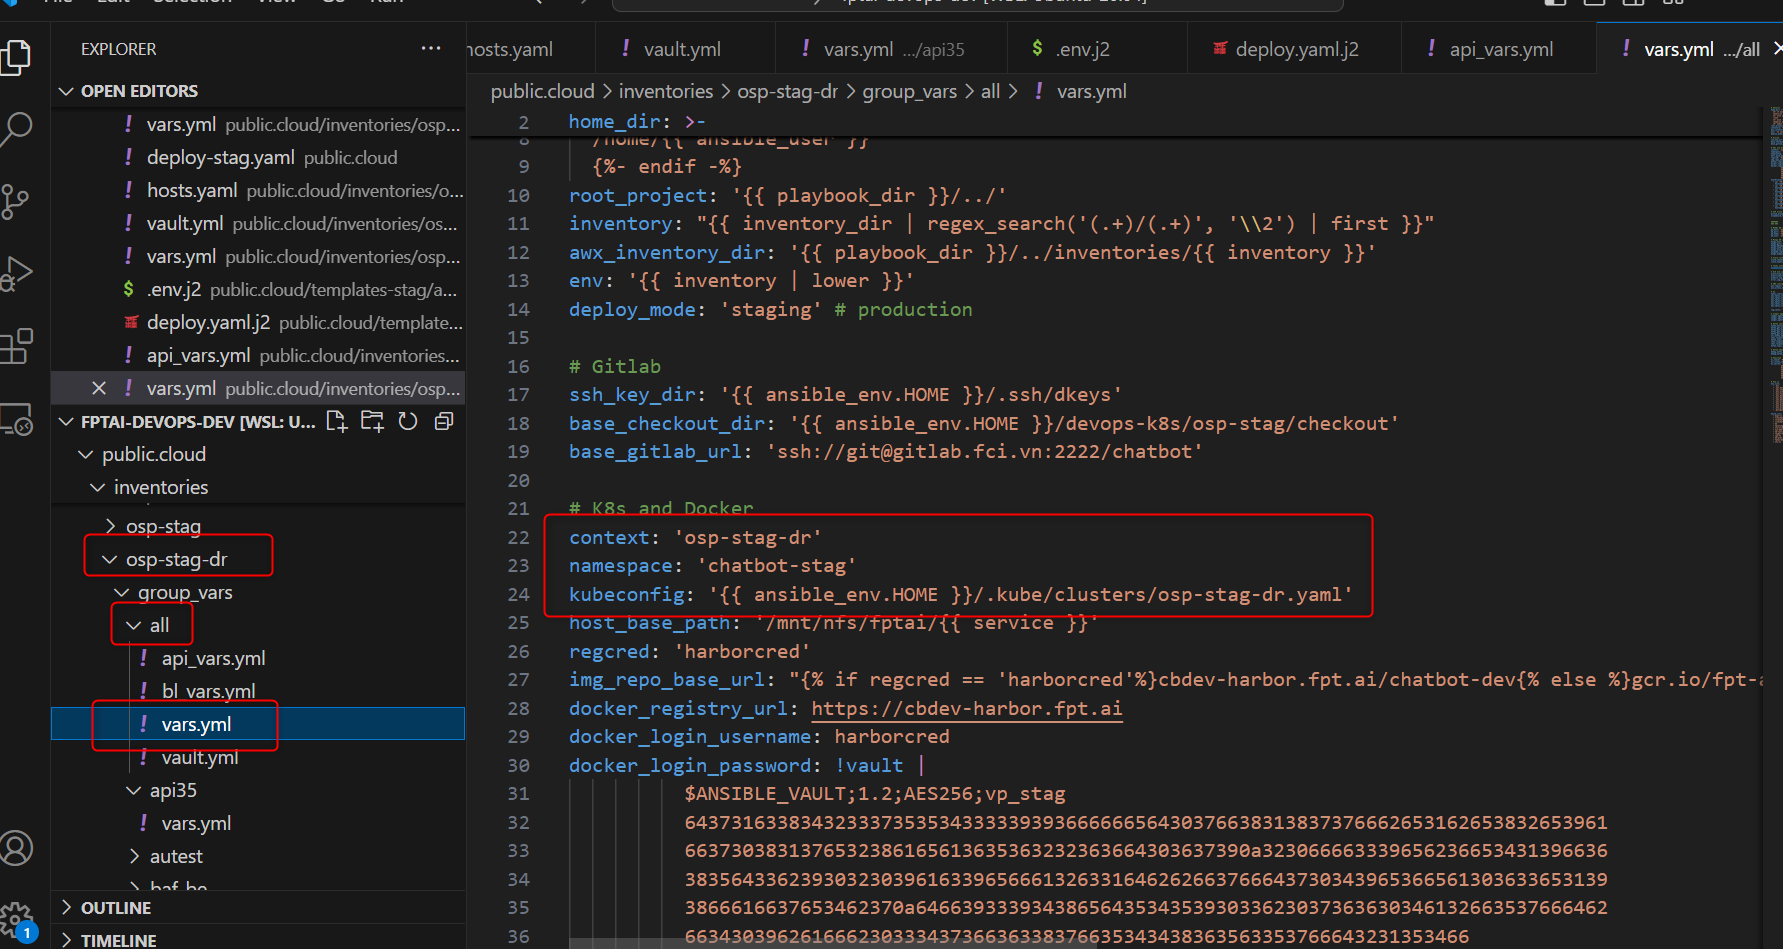 File Edit Selection View Go Run
EXPLORER
OPEN EDITORS
vars.yml public.cloud/inventories/osp...
deploy-stag.yaml public.cloud
hosts.yaml public.cloud/inventories/o...
vault.yml public.cloud/inventories/os...
vars.yml public.cloud/inventories/osp...
.env.j2 public.cloud/templates-stag/a...
deploy.yaml.j2 public.cloud/template...
api_vars.yml public.cloud/inventories...
vars.yml public.cloud/inventories/osp...
FPTAI-DEVOPS-DEV [WSL: U...
public.cloud
inventories
osp-stag
osp-stag-dr
group_vars
all
api_vars.yml
bl_vars.yml
vars.yml
vault.yml
api35
vars.yml
autest
baf-be
OUTLINE
TIMELINE
1
hosts.yaml vault.yml vars.yml .../api35 .env.j2 deploy.yaml.j2 api_vars.yml vars.yml .../all
public.cloud > inventories > osp-stag-dr > group_vars > all > vars.yml
2 home_dir: >-
8 /home/{{ ansible_user }}
9 {%- endif -%}
10 root_project: '{{ playbook_dir }}/../'
11 inventory: "{{ inventory_dir | regex_search('(.+)/(.+)', '\\2') | first }}"
12 awx_inventory_dir: '{{ playbook_dir }}/../inventories/{{ inventory }}'
13 env: '{{ inventory | lower }}'
14 deploy_mode: 'staging' # production
15
16 # Gitlab
17 ssh_key_dir: '{{ ansible_env.HOME }}/.ssh/dkeys'
18 base_checkout_dir: '{{ ansible_env.HOME }}/devops-k8s/osp-stag/checkout'
19 base_gitlab_url: 'ssh://git@gitlab.fci.vn:2222/chatbot'
20
21 # K8s and Docker
22 context: 'osp-stag-dr'
23 namespace: 'chatbot-stag'
24 kubeconfig: '{{ ansible_env.HOME }}/.kube/clusters/osp-stag-dr.yaml'
25 host_base_path: '/mnt/nfs/fptai/{{ service }}'
26 regcred: 'harborcred'
27 img_repo_base_url: "{% if regcred == 'harborcred'%}cbdev-harbor.fpt.ai/chatbot-dev{% else %}gcr.io/fpt-a
28 docker_registry_url: https://cbdev-harbor.fpt.ai
29 docker_login_username: harborcred
30 docker_login_password: !vault |
31 $ANSIBLE_VAULT;1.2;AES256;vp_stag
32
33
34
35
36